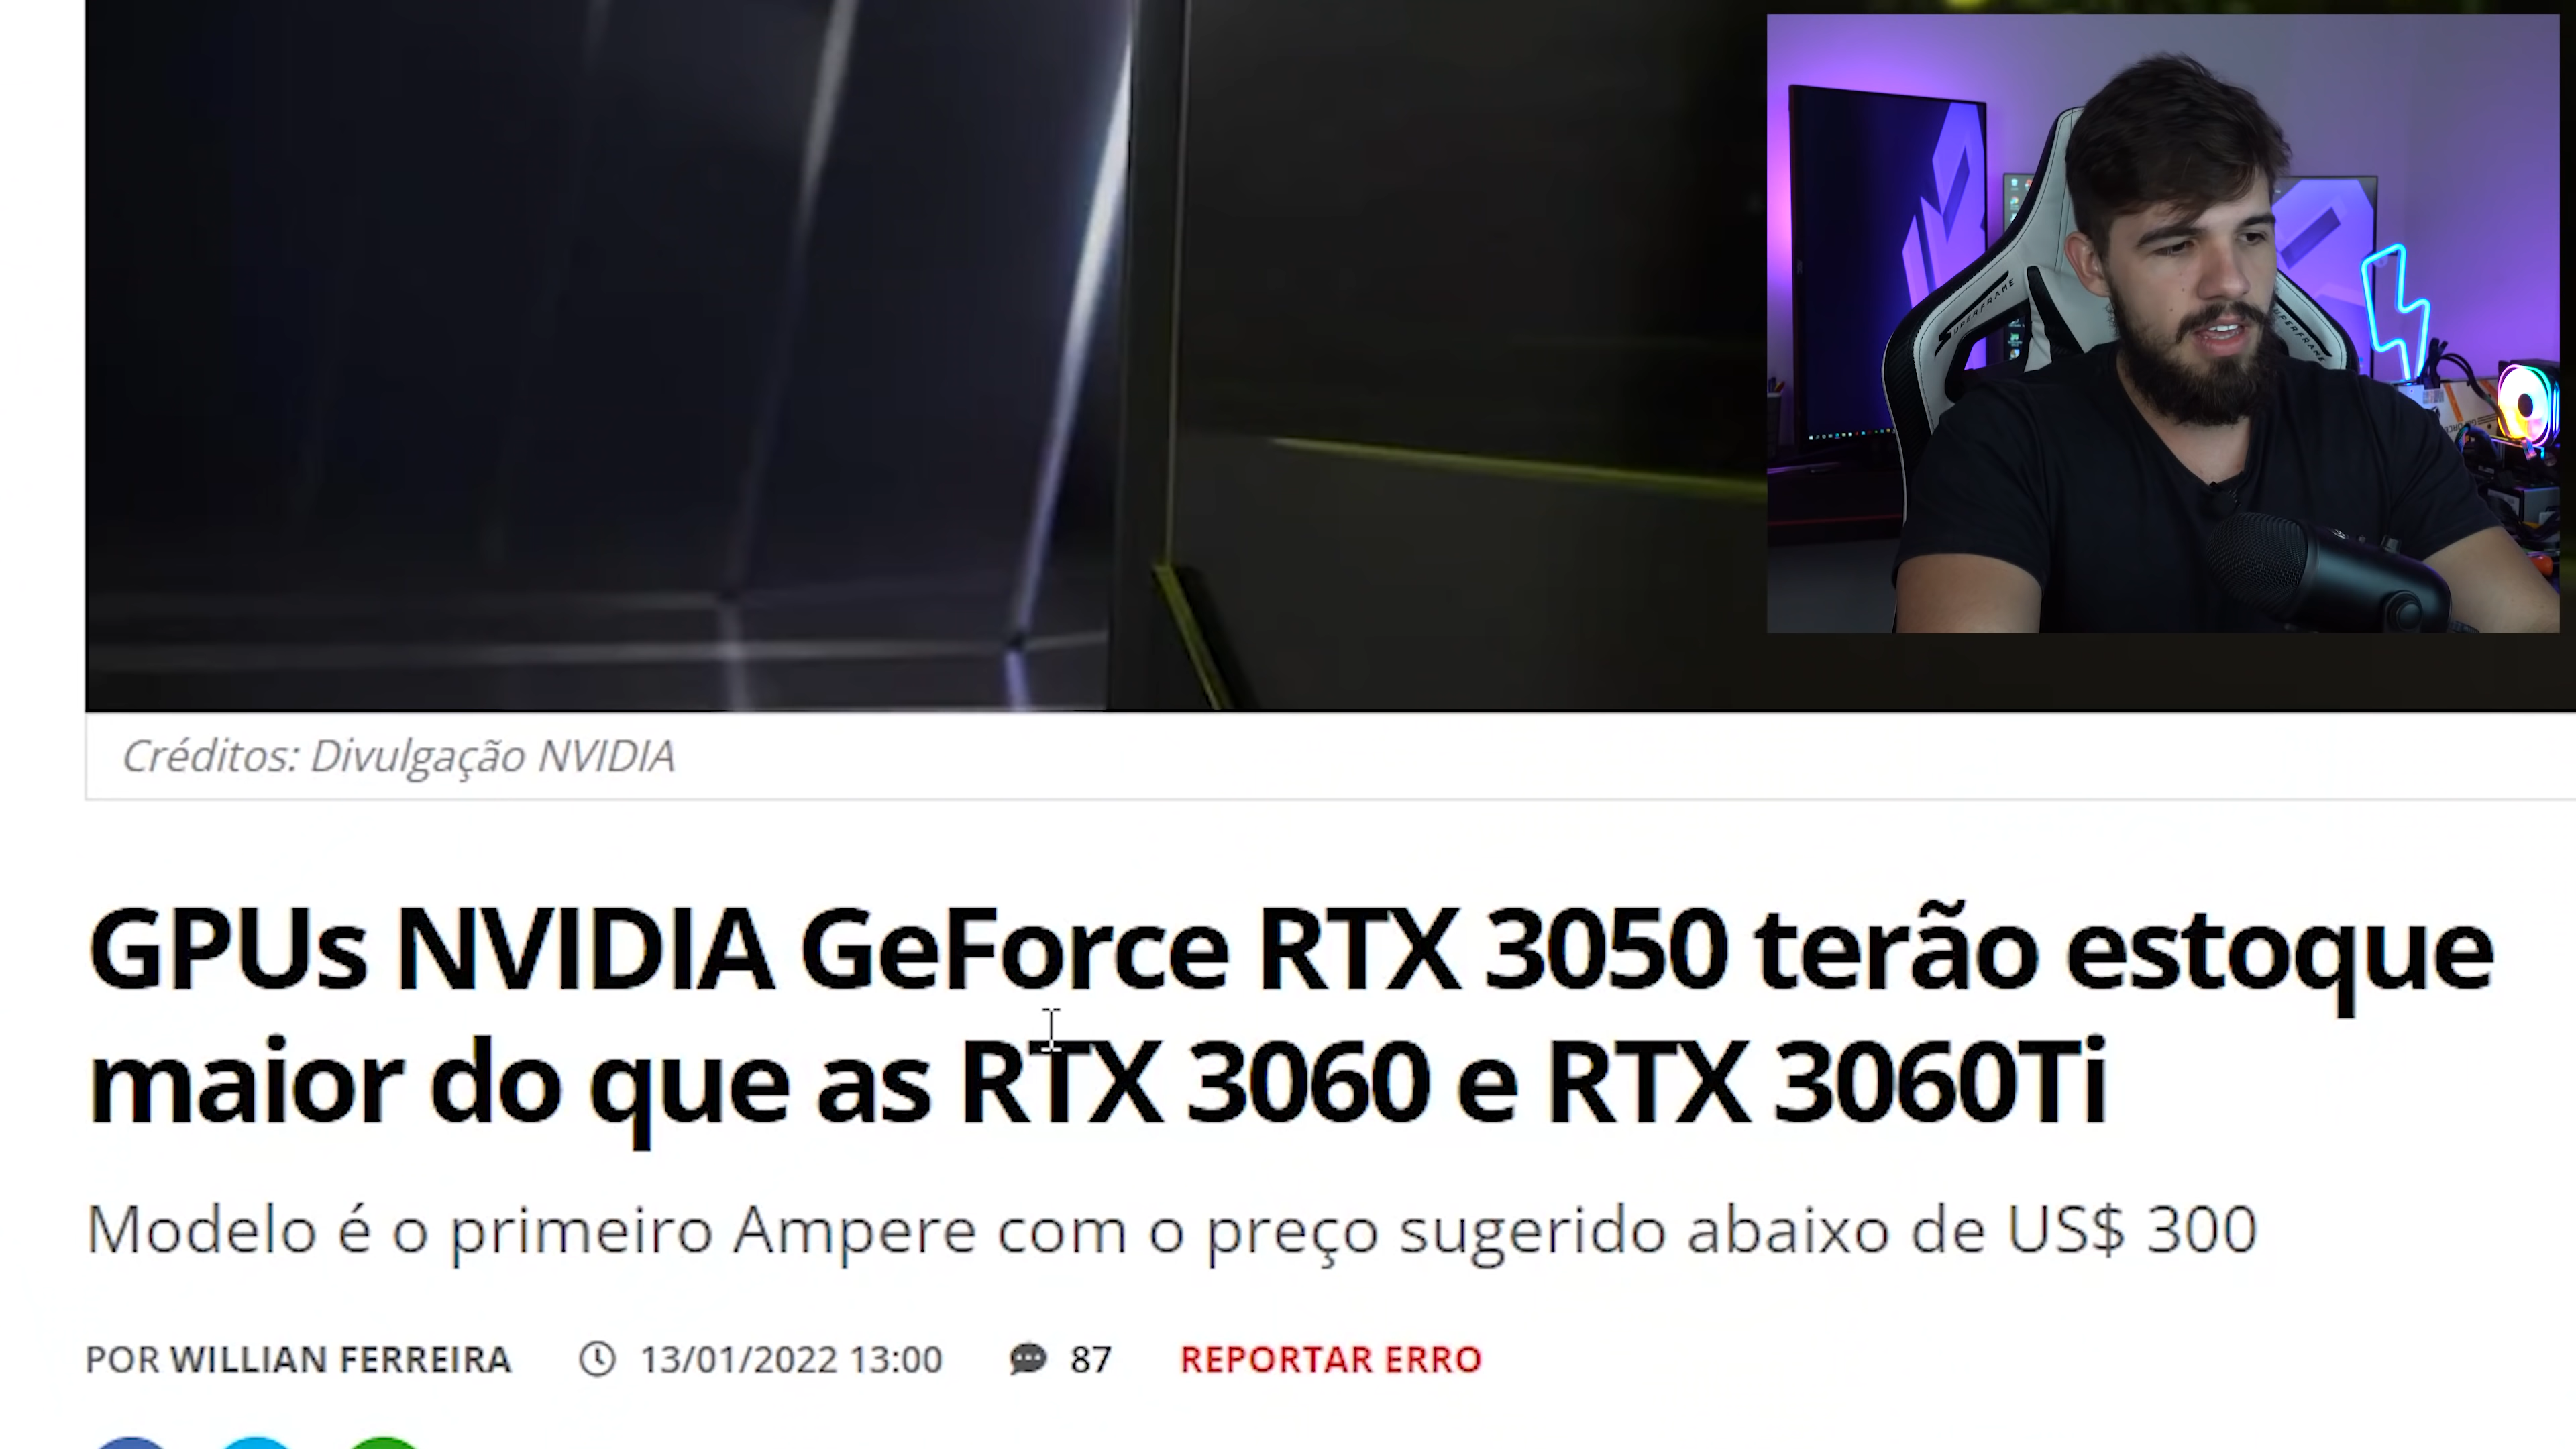 SUPERFRAME
SUPERFRAME
Créditos: Divulgação NVIDIA
GPUs NVIDIA GeForce RTX 3050 terão estoque
maior do que as RTX 3060 e RTX 3060Ti
Modelo é o primeiro Ampere com o preço sugerido abaixo de US$ 300
POR WILLIAN FERREIRA 13/01/2022 13:00 87 REPORTAR ERRO